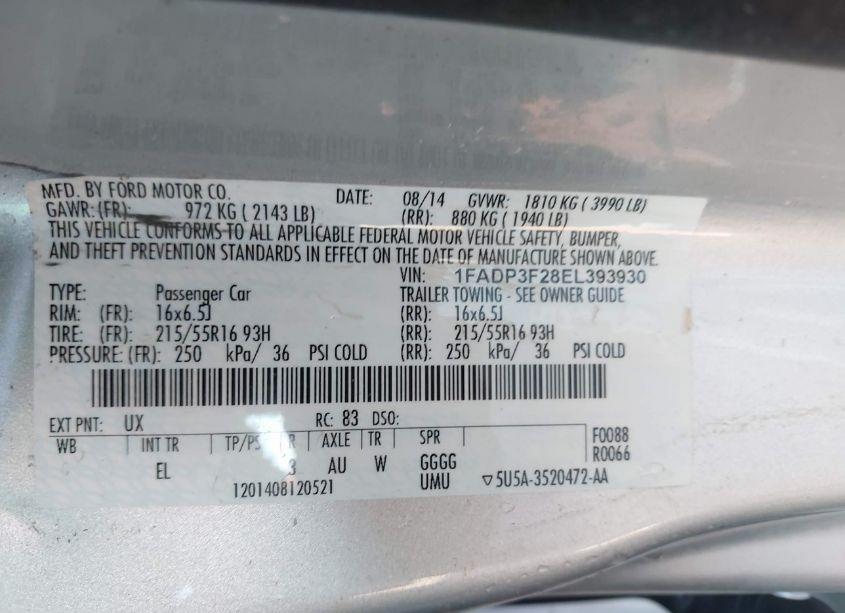 MFD. BY FORD MOTOR CO. DATE: 08/14 GVWR: 1810 KG ( 3990 LB)
GAWR: (FR): 972 KG ( 2143 LB) (RR): 880 KG ( 1940 LB)
THIS VEHICLE CONFORMS TO ALL APPLICABLE FEDERAL MOTOR VEHICLE SAFETY, BUMPER,
AND THEFT PREVENTION STANDARDS IN EFFECT ON THE DATE OF MANUFACTURE SHOWN ABOVE.
VIN: 1FADP3F28EL393930
TYPE: Passenger Car TRAILER TOWING - SEE OWNER GUIDE
RIM: (FR): 16x6.5J (RR): 16x6.5J
TIRE: (FR): 215/55R16 93H (RR): 215/55R16 93H
PRESSURE: (FR): 250 kPa/ 36 PSI COLD (RR): 250 kPa/ 36 PSI COLD
EXT PNT: UX RC: 83 DSO:
WB INT TR TP/PS R AXLE TR SPR F0088
R0066
EL 3 AU W GGGG
1201408120521 UMU ▽5U5A-3520472-AA